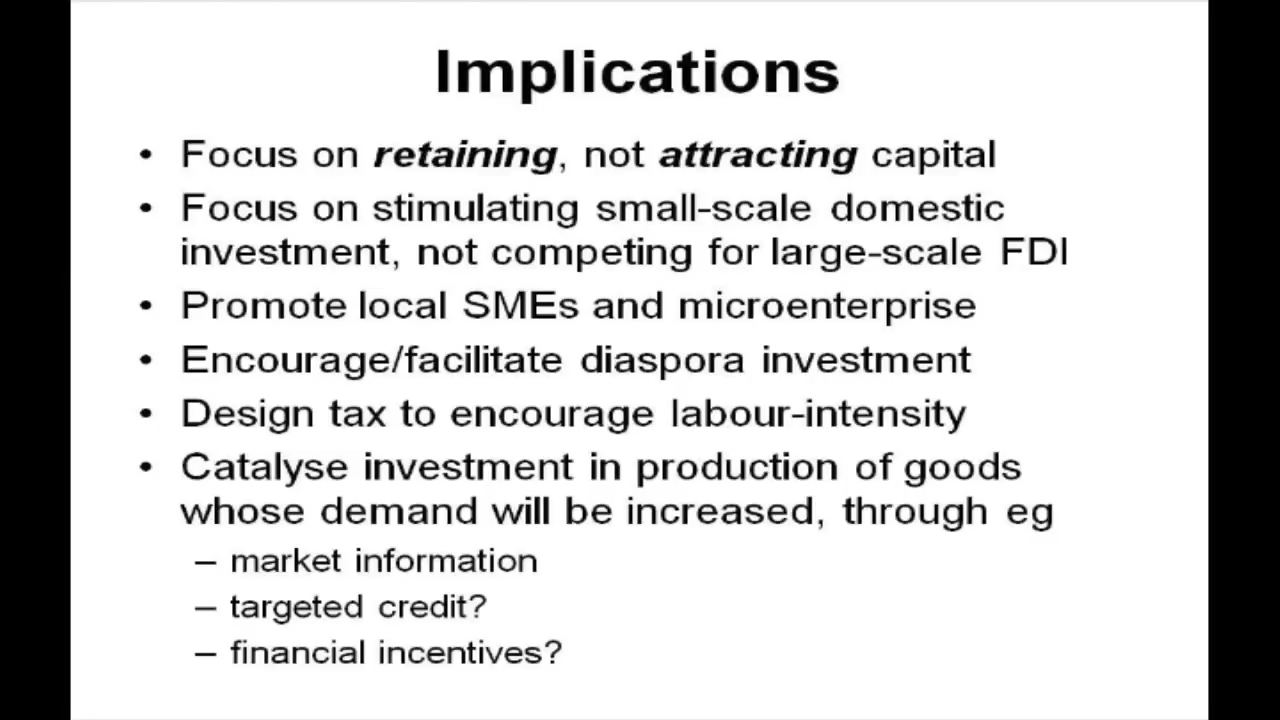 Implications
• Focus on retaining, not attracting capital
• Focus on stimulating small-scale domestic
investment, not competing for large-scale FDI
• Promote local SMEs and microenterprise
• Encourage/facilitate diaspora investment
• Design tax to encourage labour-intensity
• Catalyse investment in production of goods
whose demand will be increased, through eg
– market information
– targeted credit?
– financial incentives?